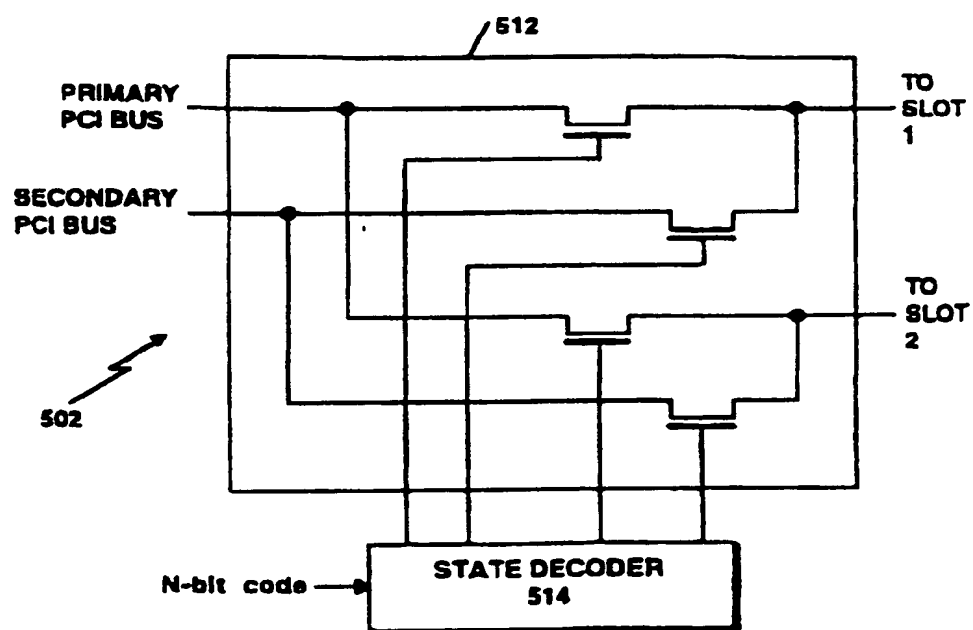 512
PRIMARY
PCI BUS
TO
SLOT
1
SECONDARY
PCI BUS
TO
SLOT
2
502
N-bit code
STATE DECODER
514